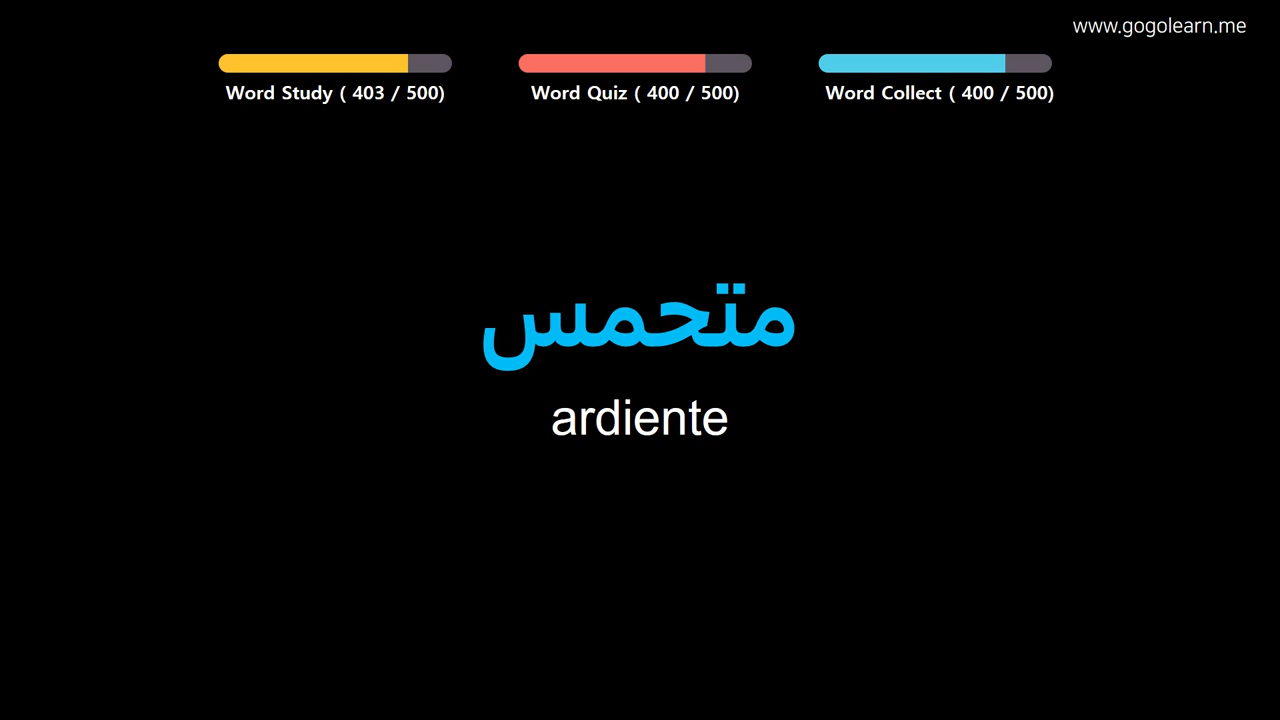 www.gogolearn.me
Word Study ( 403 / 500)
Word Quiz ( 400 / 500)
Word Collect ( 400 / 500)
متحمس
ardiente